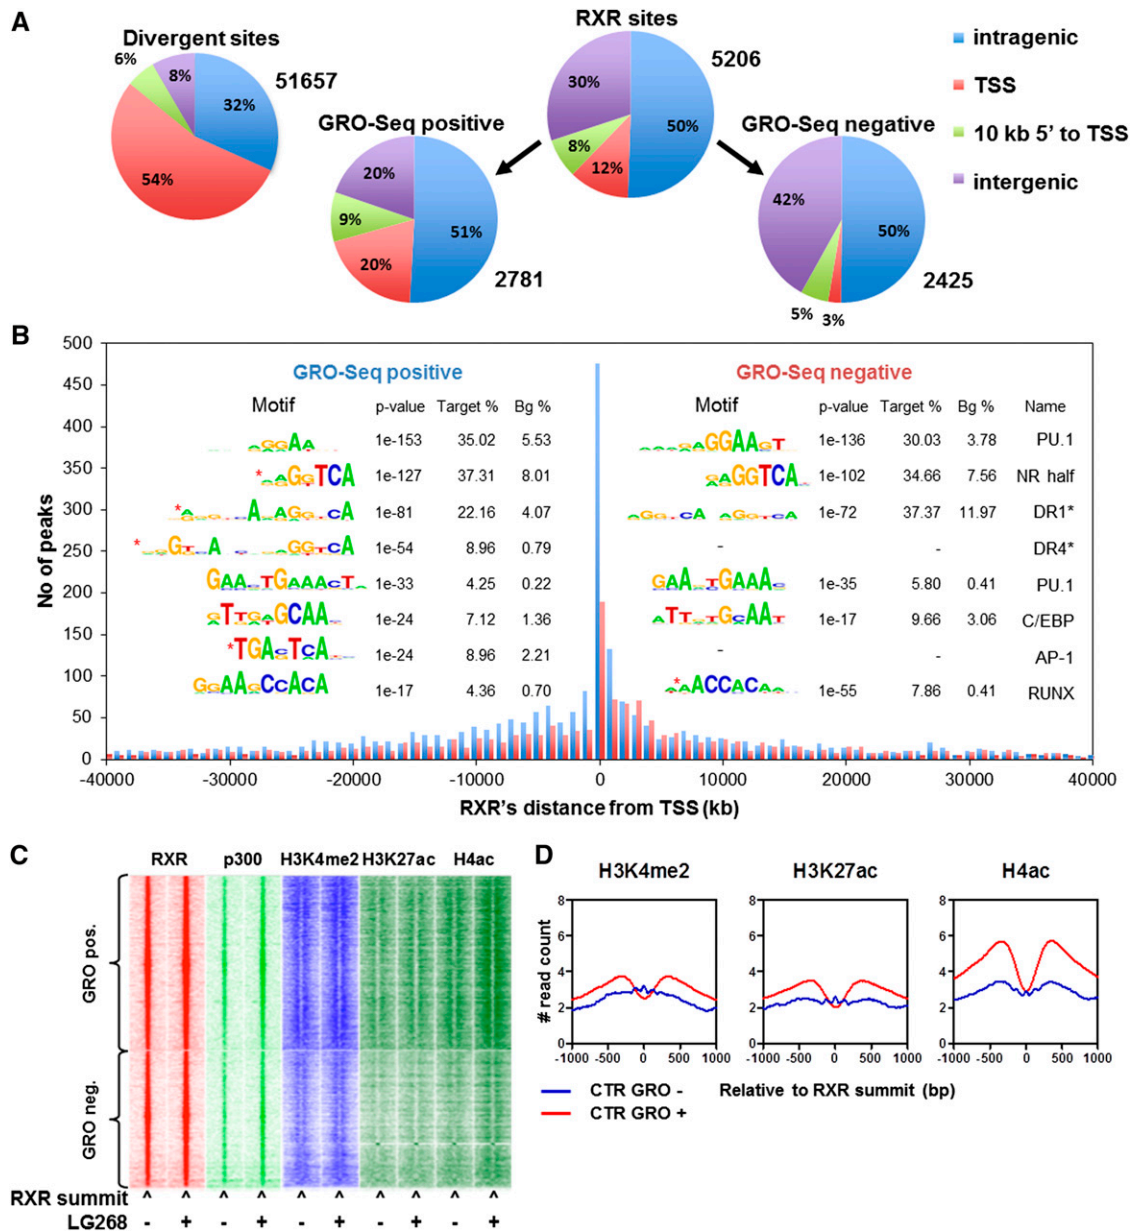 A
Divergent sites
6%
8%
32%
54%
51657
RXR sites
30%
50%
8%
12%
5206
GRO-Seq positive
20%
9%
51%
20%
2781
GRO-Seq negative
42%
50%
5%
3%
2425
intragenic
TSS
10 kb 5' to TSS
intergenic
B
No of peaks
500
450
400
350
300
250
200
150
100
50
0
GRO-Seq positive
Motif p-value Target % Bg %
1e-153 35.02 5.53
* 1e-127 37.31 8.01
* 1e-81 22.16 4.07
* 1e-54 8.96 0.79
1e-33 4.25 0.22
1e-24 7.12 1.36
* 1e-24 8.96 2.21
1e-17 4.36 0.70
GRO-Seq negative
Motif p-value Target % Bg % Name
1e-136 30.03 3.78 PU.1
1e-102 34.66 7.56 NR half
1e-72 37.37 11.97 DR1*
- - DR4*
1e-35 5.80 0.41 PU.1
1e-17 9.66 3.06 C/EBP
- - AP-1
* 1e-55 7.86 0.41 RUNX
-40000 -30000 -20000 -10000 0 10000 20000 30000 40000
RXR's distance from TSS (kb)
C
RXR p300 H3K4me2 H3K27ac H4ac
GRO pos.
GRO neg.
RXR summit ^ ^ ^ ^ ^ ^ ^ ^ ^ ^
LG268 - + - + - + - + - +
D
H3K4me2 H3K27ac H4ac
# read count
8 8 8
6 6 6
4 4 4
2 2 2
0 0 0
-1000 -500 0 500 1000 -1000 -500 0 500 1000 -1000 -500 0 500 1000
CTR GRO - Relative to RXR summit (bp)
CTR GRO +